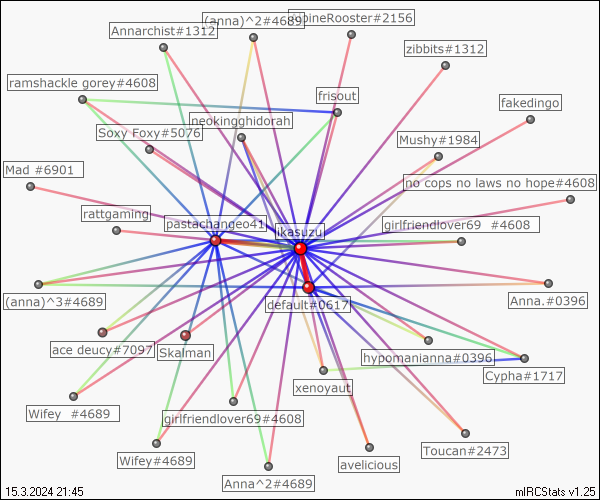 (anna)^2#4689
Annarchist#1312
zibbits#1312
ramshackle gorey#4608
frisout
fakedingo
neokingghidorah
Soxy Foxy#5076
Mushy#1984
Mad #6901
no cops no laws no hope#4608
rattgaming
pastachangeo41
ikasuzu
girlfriendlover69 #4608
(anna)^3#4689
default#0617
Anna.#0396
ace deucy#7097
Skalman
hypomanianna#0396
Cypha#1717
xenoyaut
Wifey #4689
girlfriendlover69#4608
Toucan#2473
Wifey#4689
avelicious
Anna^2#4689
15.3.2024 21:45
mIRCStats v1.25